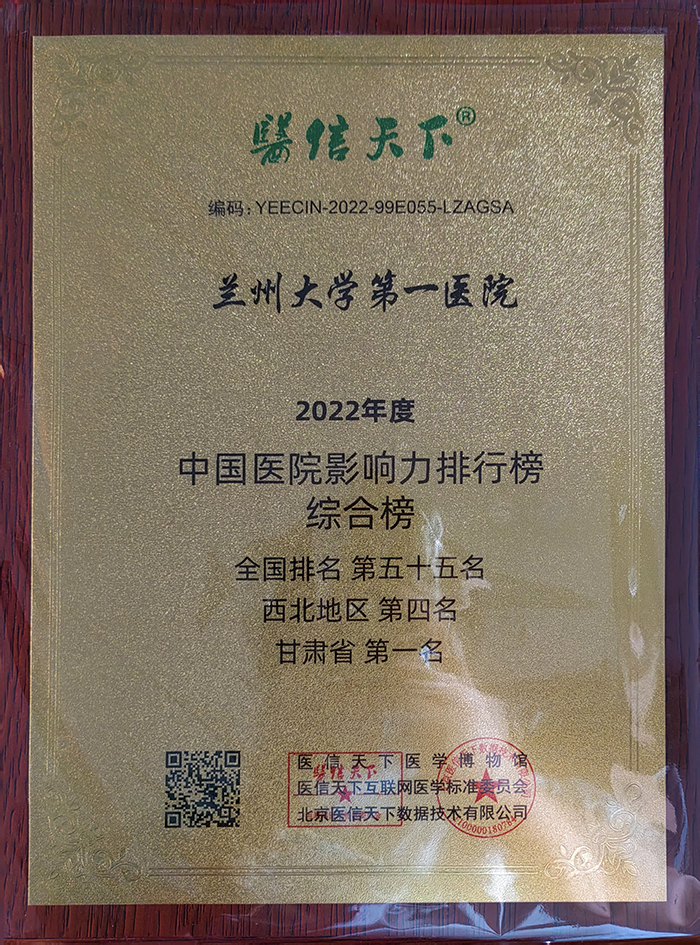 醫信天下®
编码：YEECIN-2022-99E055-LZAGSA
兰州大学第一医院
2022年度
中国医院影响力排行榜
综合榜
全国排名 第五十五名
西北地区 第四名
甘肃省 第一名
医信天下医学博物馆
医信天下互联网医学标准委员会
北京医信天下数据技术有限公司
醫信天下